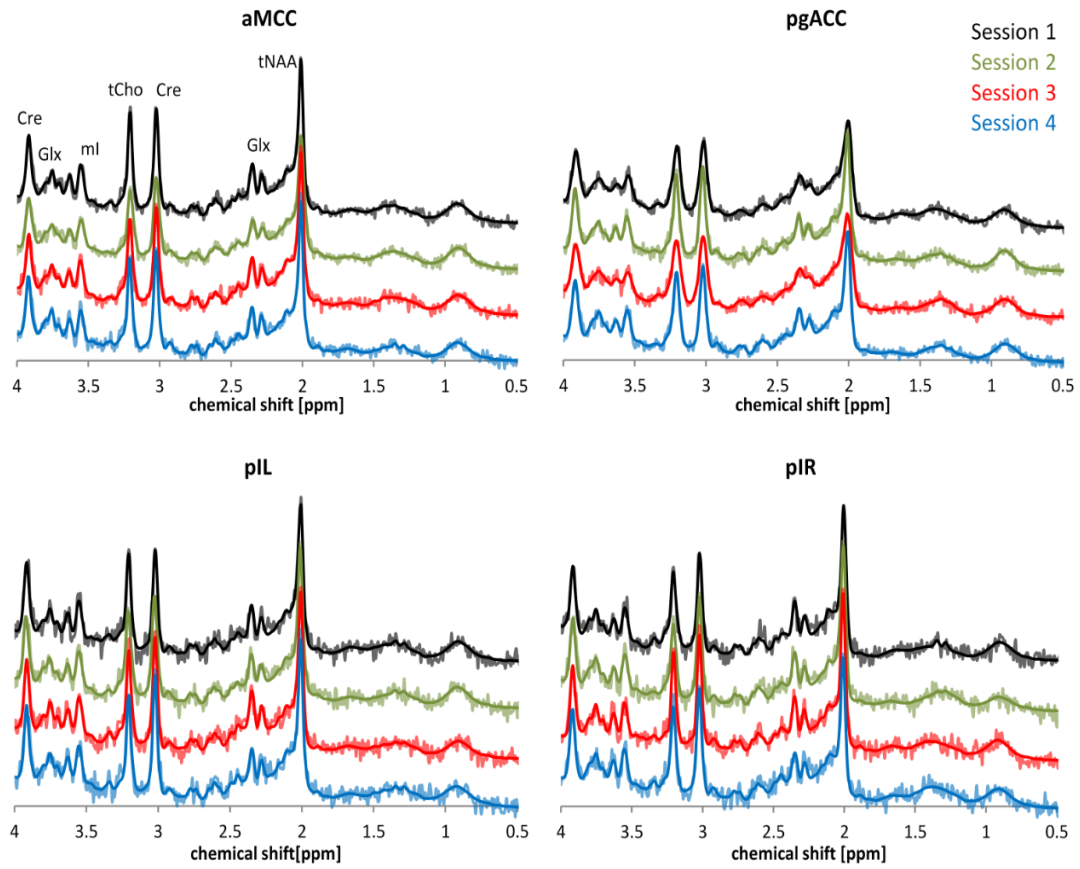 aMCC
pgACC
Session 1
Session 2
Session 3
Session 4
tNAA
tCho Cre
Cre
Glx mI
Glx
4 3.5 3 2.5 2 1.5 1 0.5
chemical shift [ppm]
4 3.5 3 2.5 2 1.5 1 0.5
chemical shift [ppm]
pIL
pIR
4 3.5 3 2.5 2 1.5 1 0.5
chemical shift[ppm]
4 3.5 3 2.5 2 1.5 1 0.5
chemical shift [ppm]